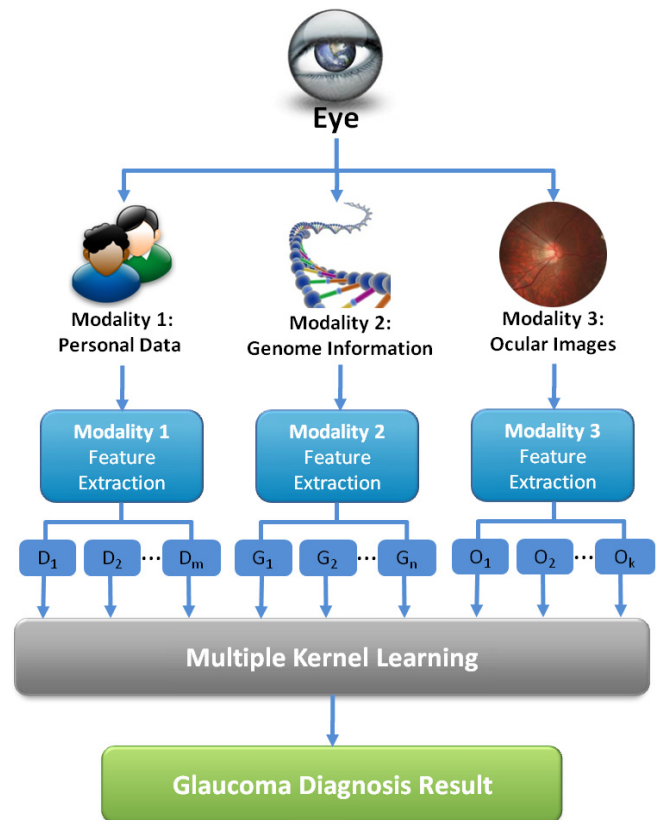 Eye
Modality 1:
Personal Data
Modality 2:
Genome Information
Modality 3:
Ocular Images
Modality 1
Feature
Extraction
Modality 2
Feature
Extraction
Modality 3
Feature
Extraction
D₁ D₂ ... Dₘ G₁ G₂ ... Gₙ O₁ O₂ ... Oₖ
Multiple Kernel Learning
Glaucoma Diagnosis Result